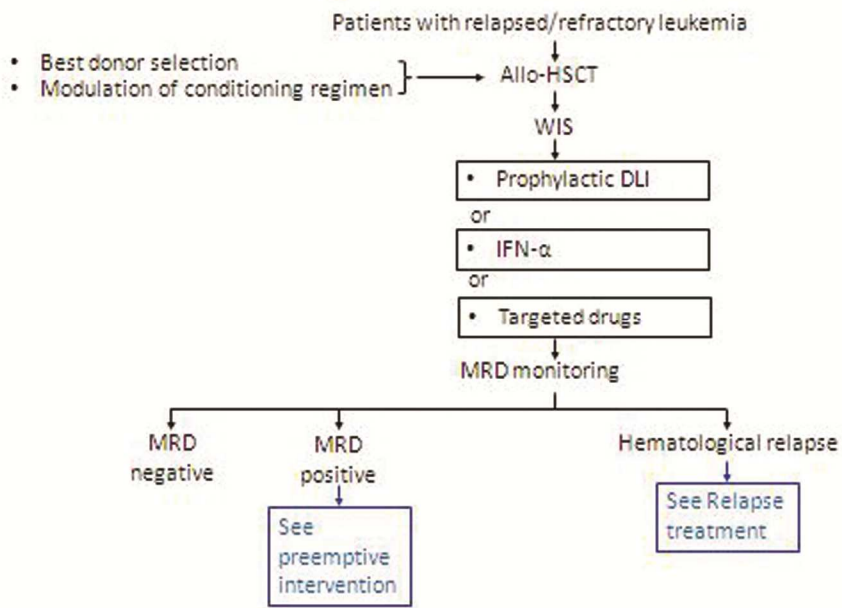 Patients with relapsed/refractory leukemia
• Best donor selection
• Modulation of conditioning regimen
Allo-HSCT
WIS
• Prophylactic DLI
or
• IFN-α
or
• Targeted drugs
MRD monitoring
MRD
negative
MRD
positive
Hematological relapse
See
preemptive
intervention
See Relapse
treatment